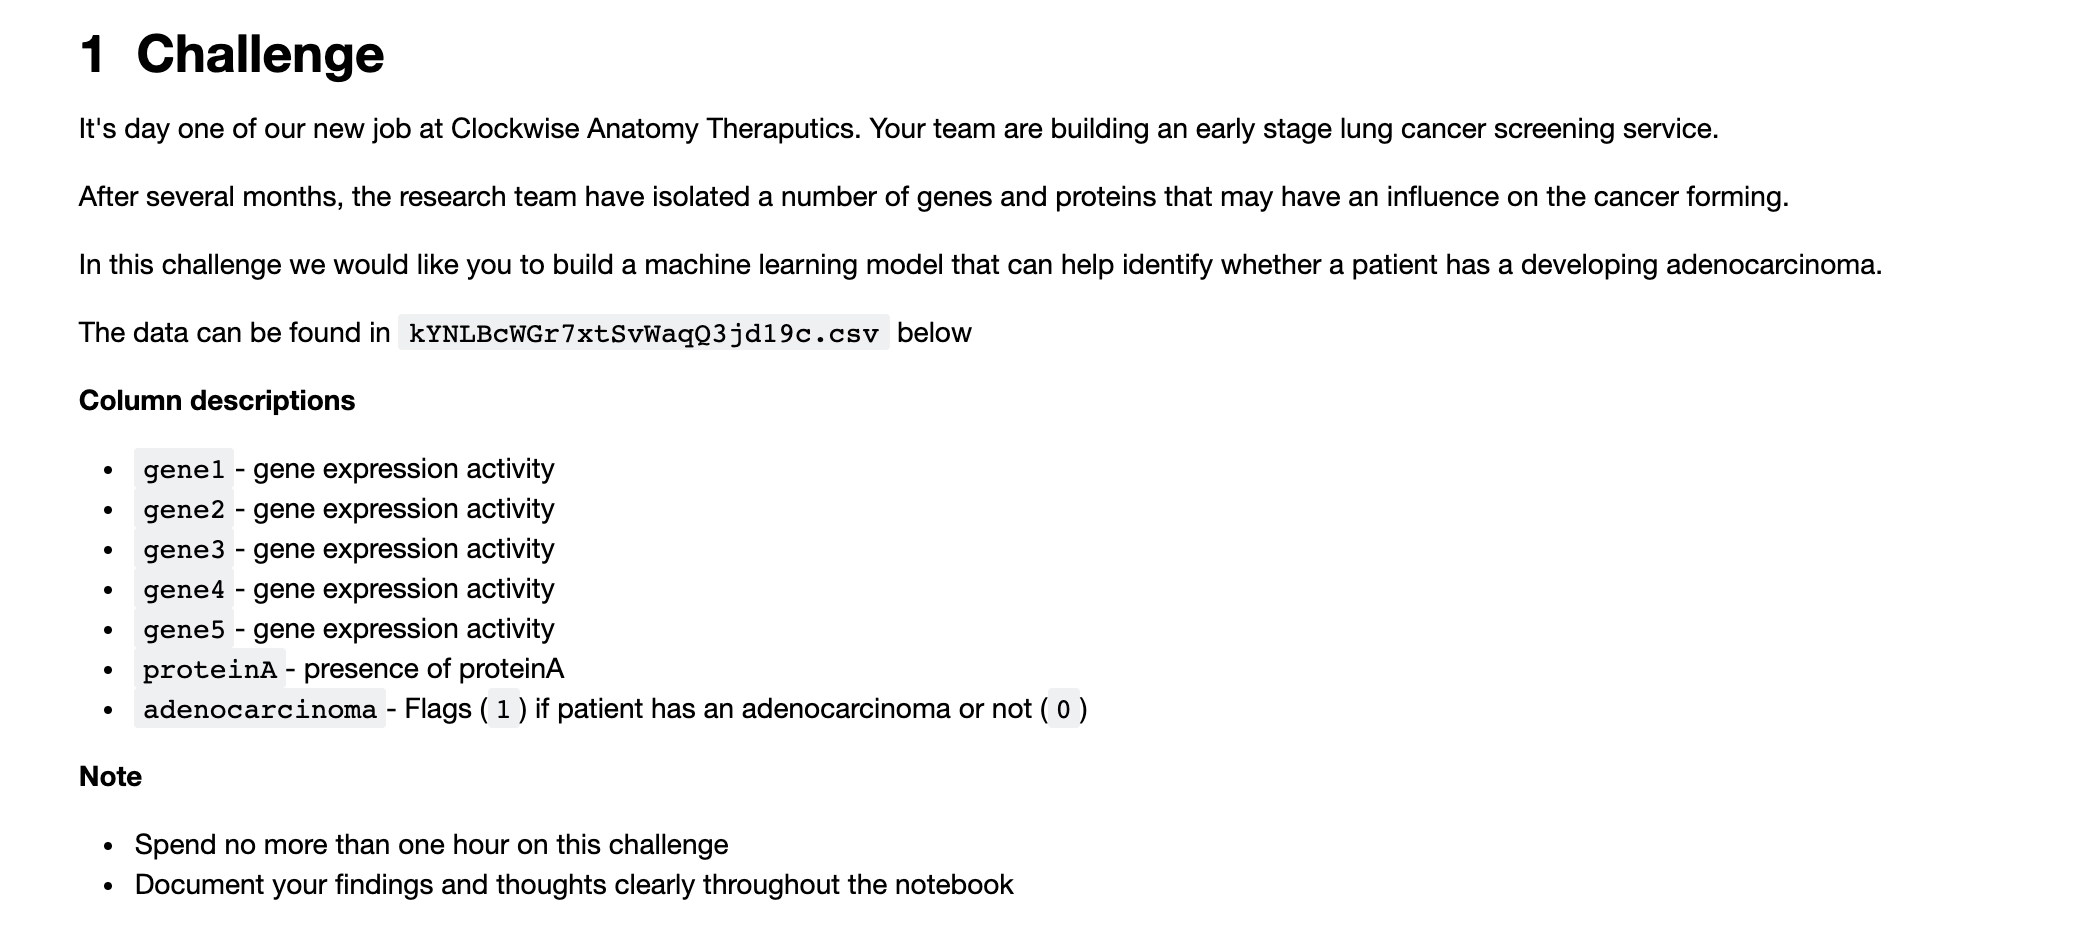 1 Challenge
It's day one of our new job at Clockwise Anatomy Theraputics. Your team are building an early stage lung cancer screening service.
After several months, the research team have isolated a number of genes and proteins that may have an influence on the cancer forming.
In this challenge we would like you to build a machine learning model that can help identify whether a patient has a developing adenocarcinoma.
The data can be found in kYNLBcWGr7xtSvWaqQ3jd19c.csv below
Column descriptions
• gene1 - gene expression activity
• gene2 - gene expression activity
• gene3 - gene expression activity
• gene4 - gene expression activity
• gene5 - gene expression activity
• proteinA - presence of proteinA
• adenocarcinoma - Flags ( 1 ) if patient has an adenocarcinoma or not ( 0 )
Note
• Spend no more than one hour on this challenge
• Document your findings and thoughts clearly throughout the notebook